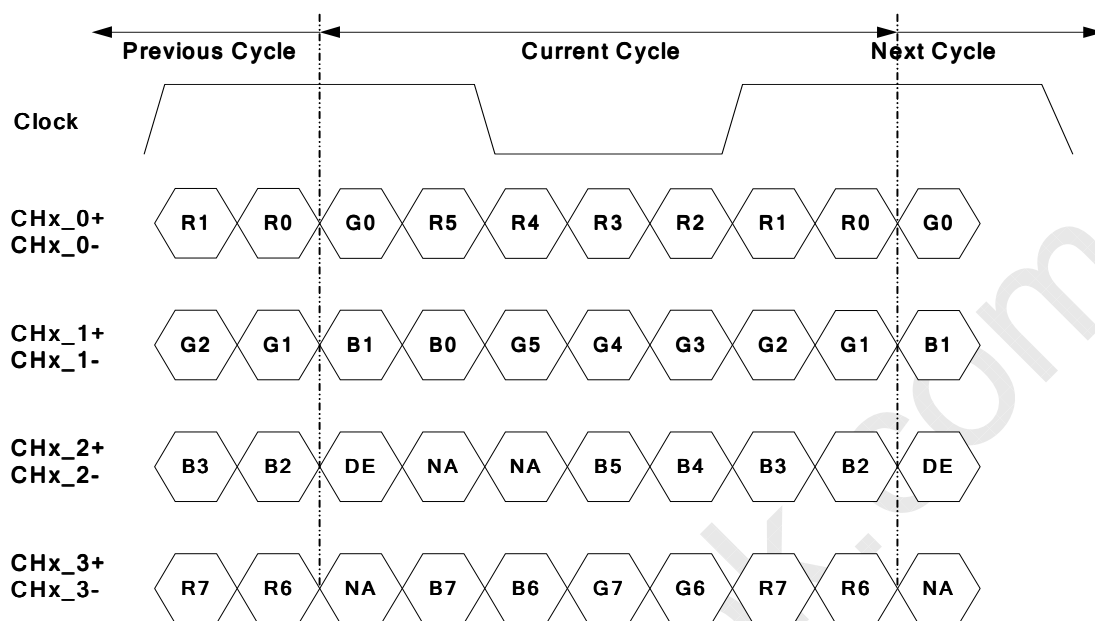 Previous Cycle Current Cycle Next Cycle
Clock
CHx_0+
CHx_0-
R1 R0 G0 R5 R4 R3 R2 R1 R0 G0
CHx_1+
CHx_1-
G2 G1 B1 B0 G5 G4 G3 G2 G1 B1
CHx_2+
CHx_2-
B3 B2 DE NA NA B5 B4 B3 B2 DE
CHx_3+
CHx_3-
R7 R6 NA B7 B6 G7 G6 R7 R6 NA
k.com